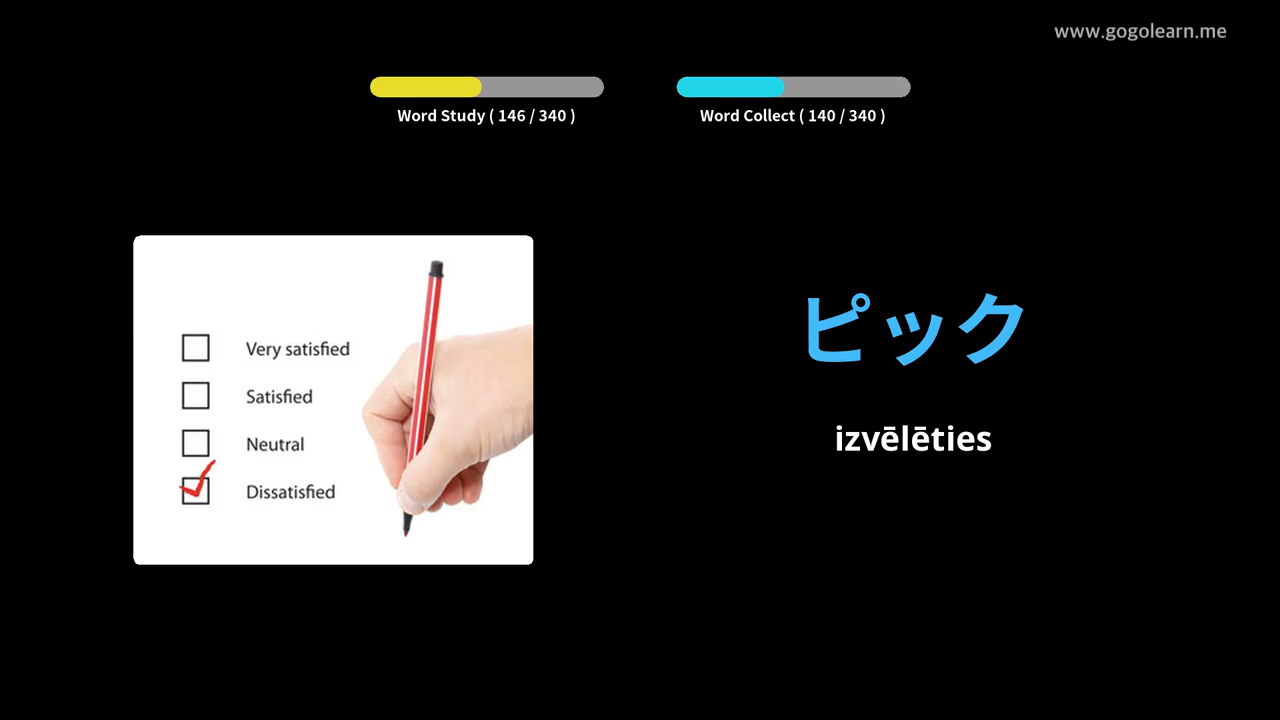 www.gogolearn.me
Word Study ( 146 / 340 )
Word Collect ( 140 / 340 )
Very satisfied
Satisfied
Neutral
Dissatisfied
ピック
izvēlēties